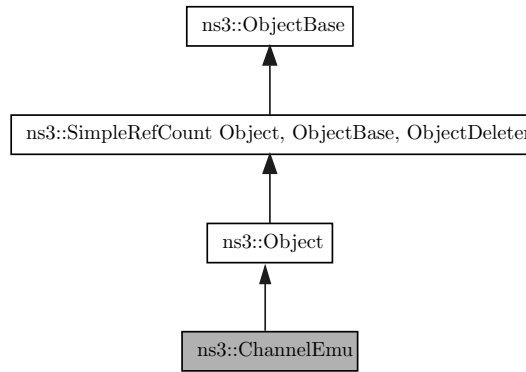 ns3::ObjectBase
ns3::SimpleRefCount Object, ObjectBase, ObjectDeleter
ns3::Object
ns3::ChannelEmu